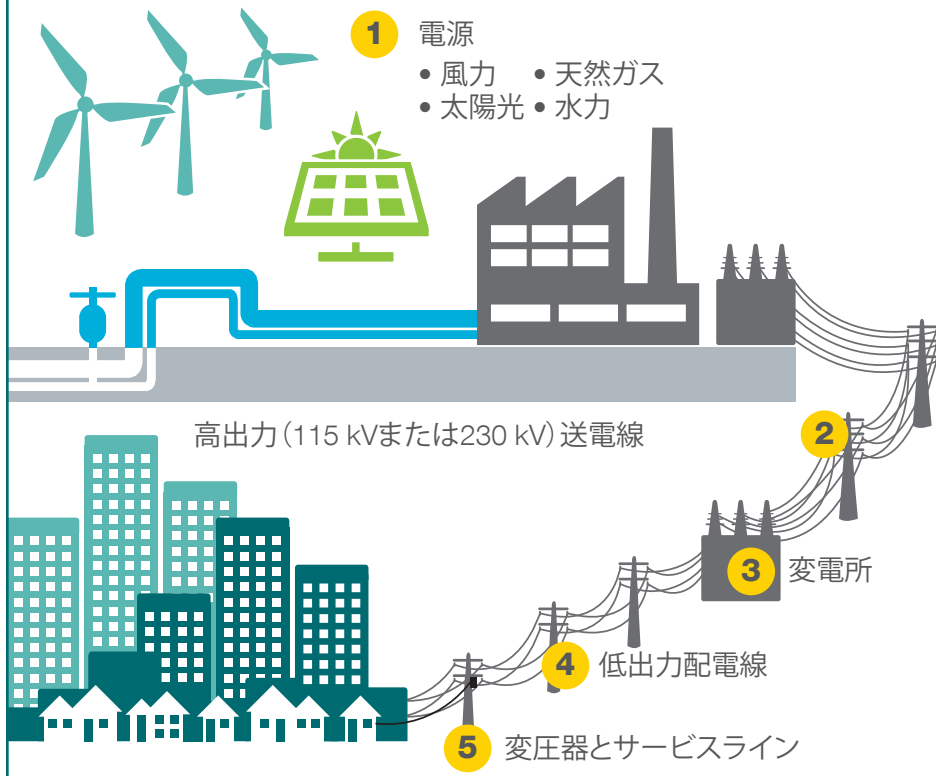 1 電源
• 風力 • 天然ガス
• 太陽光 • 水力
高出力（115 kVまたは230 kV）送電線
2
3 変電所
4 低出力配電線
5 変圧器とサービスライン